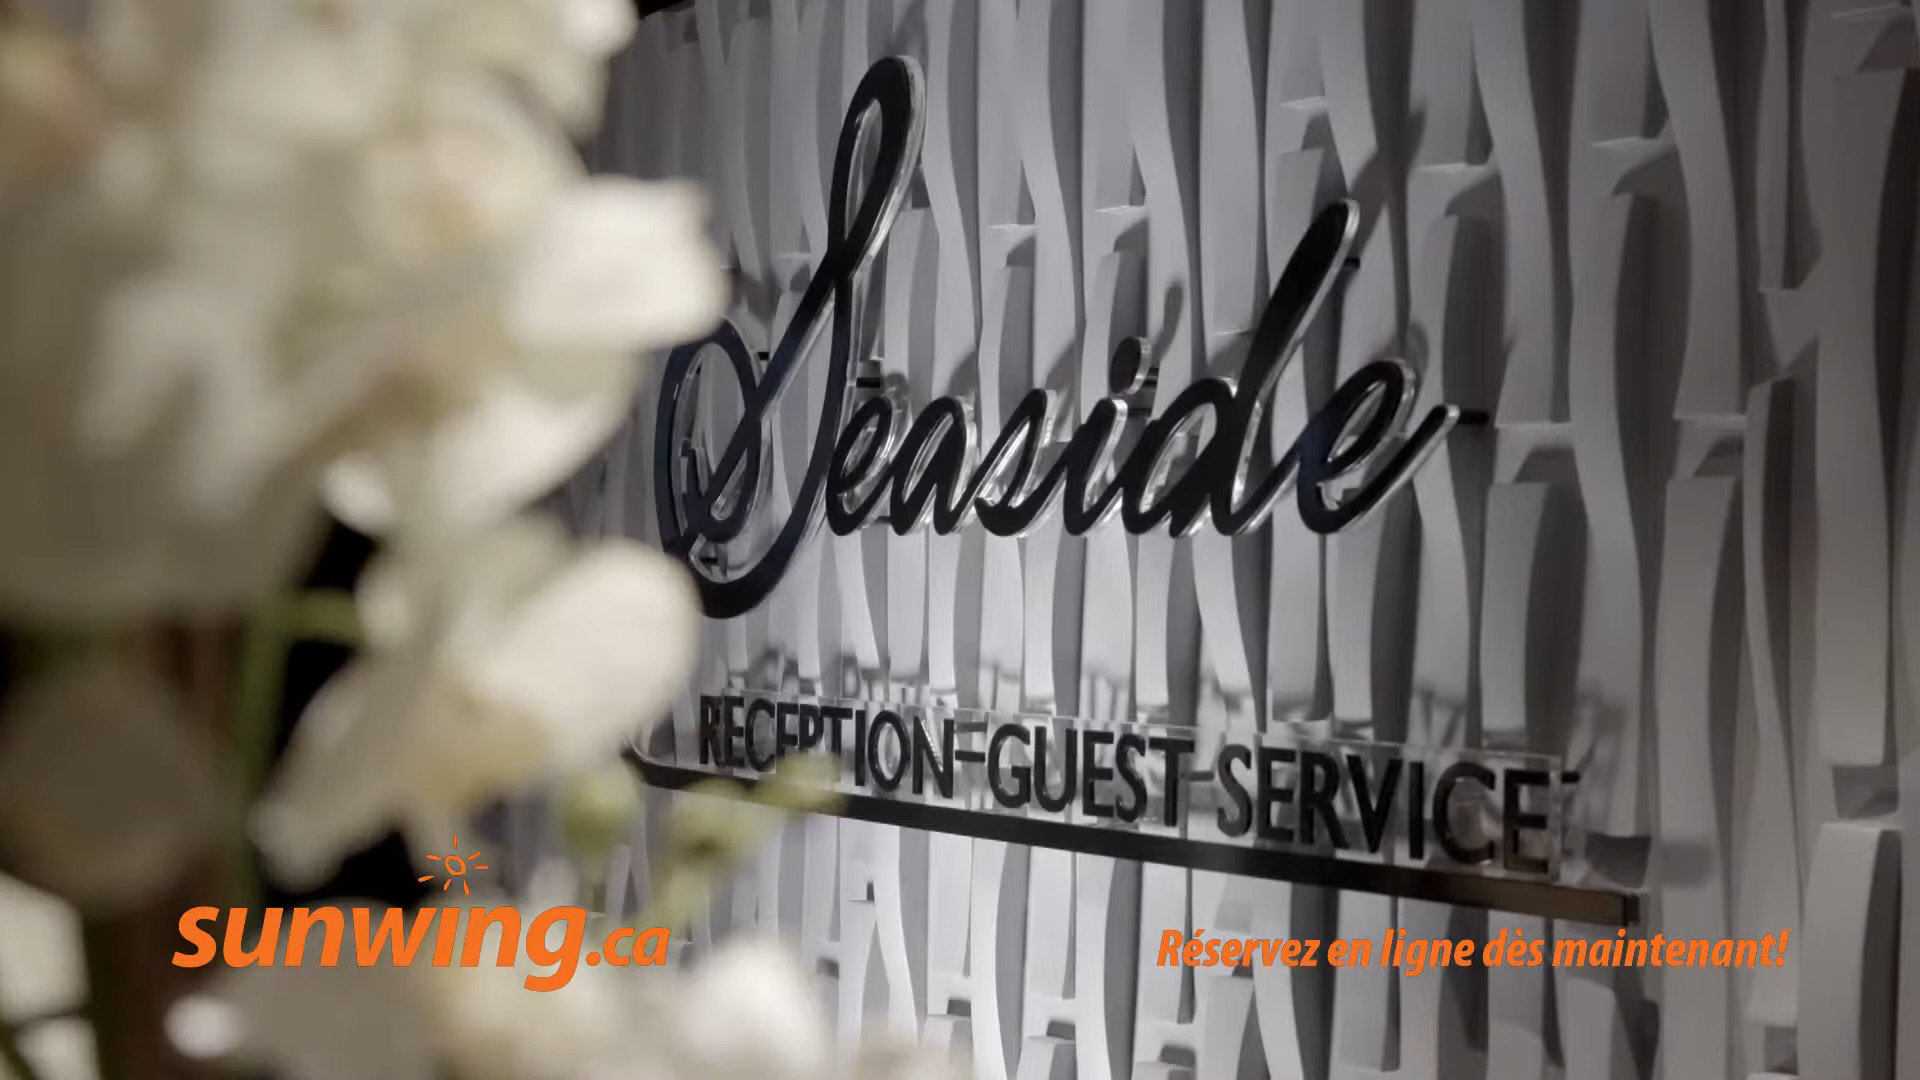 Seaside
RECEPTION-GUEST SERVICE
sunwing.ca
Réservez en ligne dès maintenant!